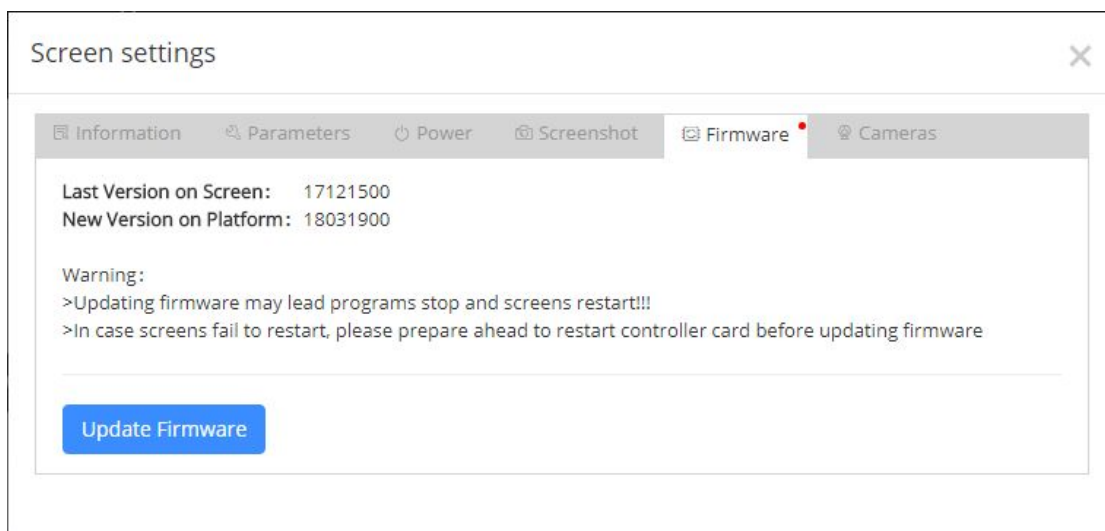 Screen settings
Information Parameters Power Screenshot Firmware Cameras
Last Version on Screen: 17121500
New Version on Platform: 18031900
Warning:
>Updating firmware may lead programs stop and screens restart!!!
>In case screens fail to restart, please prepare ahead to restart controller card before updating firmware
Update Firmware